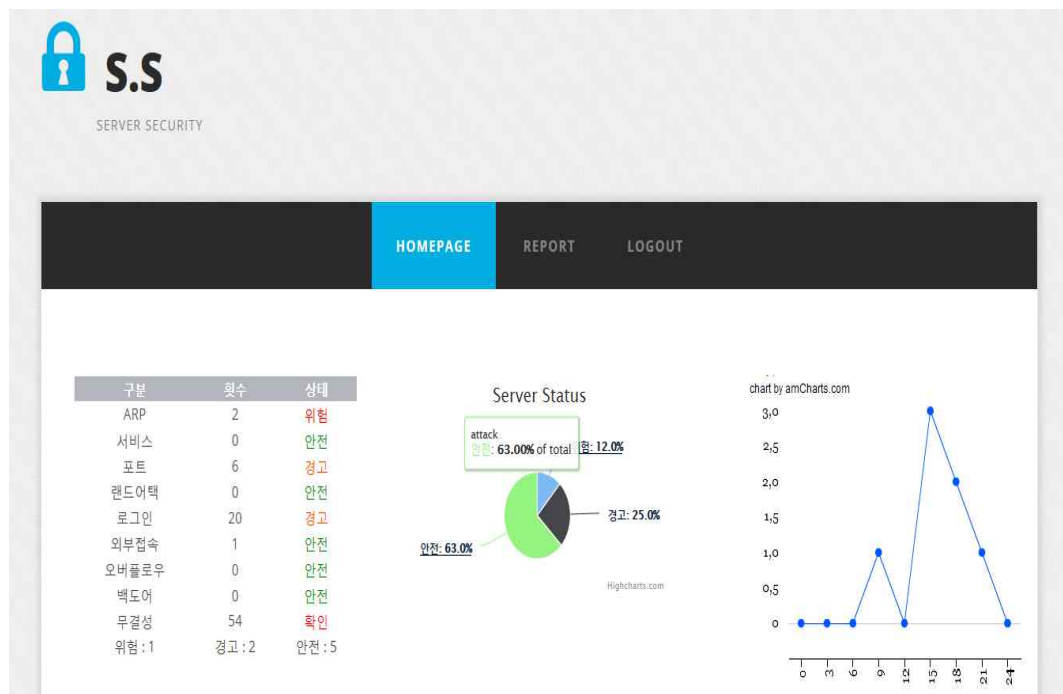 S.S
SERVER SECURITY
HOMEPAGE REPORT LOGOUT
구분 횟수 상태
ARP 2 위험
서비스 0 안전
포트 6 경고
랜드어택 0 안전
로그인 20 경고
외부접속 1 안전
오버플로우 0 안전
백도어 0 안전
무결성 54 확인
위험 : 1 경고 : 2 안전 : 5
Server Status
attack
안전: 63.00% of total
험: 12.0%
경고: 25.0%
안전: 63.0%
Highcharts.com
chart by amCharts.com
3,0
2,5
2,0
1,5
1,0
0,5
0
0 3 6 9 12 15 18 21 24